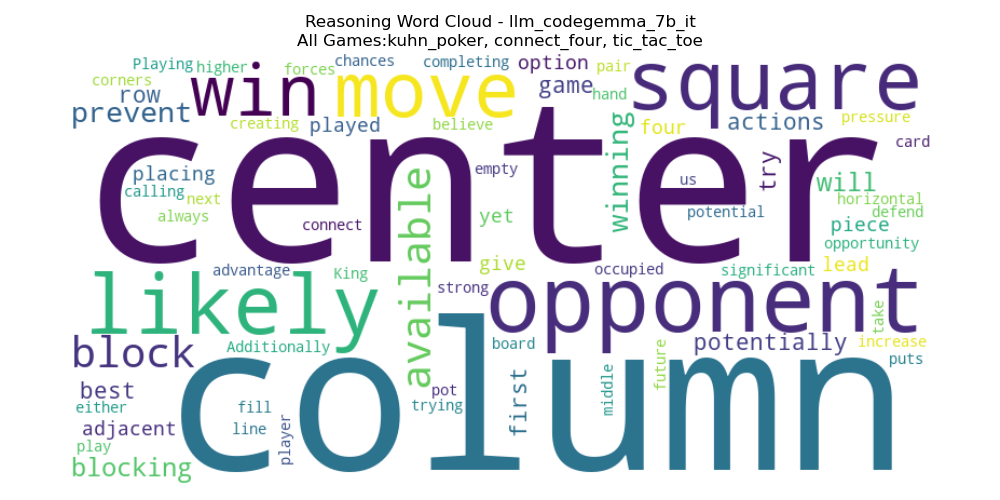 Reasoning Word Cloud - llm_codegemma_7b_it
All Games:kuhn_poker, connect_four, tic_tac_toe
Playing higher forces chances completing option pair
corners row win move game hand square
prevent creating played believe four actions pressure
center
placing calling next always connect empty yet available winning try us potential card will horizontal defend piece opportunity
advantage King give strong occupied significant lead
likely opponent
block Additionally board potentially take increase puts
column
best either adjacent play blocking fill line player pot trying first middle future